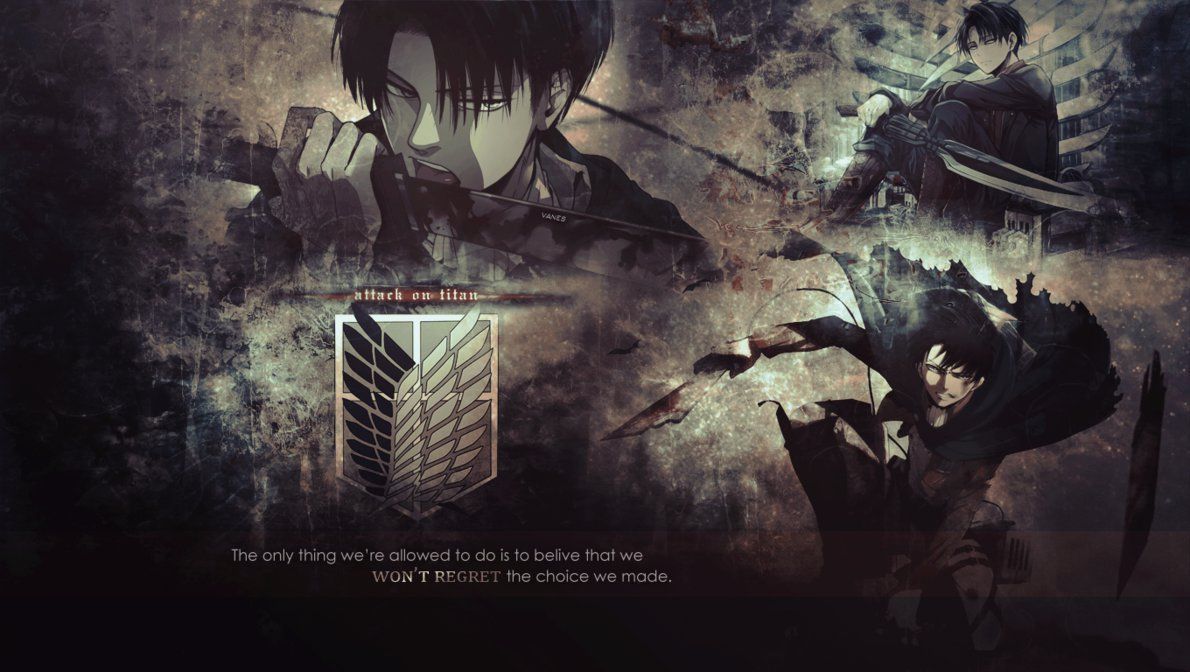 VANES
attack on titan
The only thing we're allowed to do is to belive that we
WON'T REGRET the choice we made.